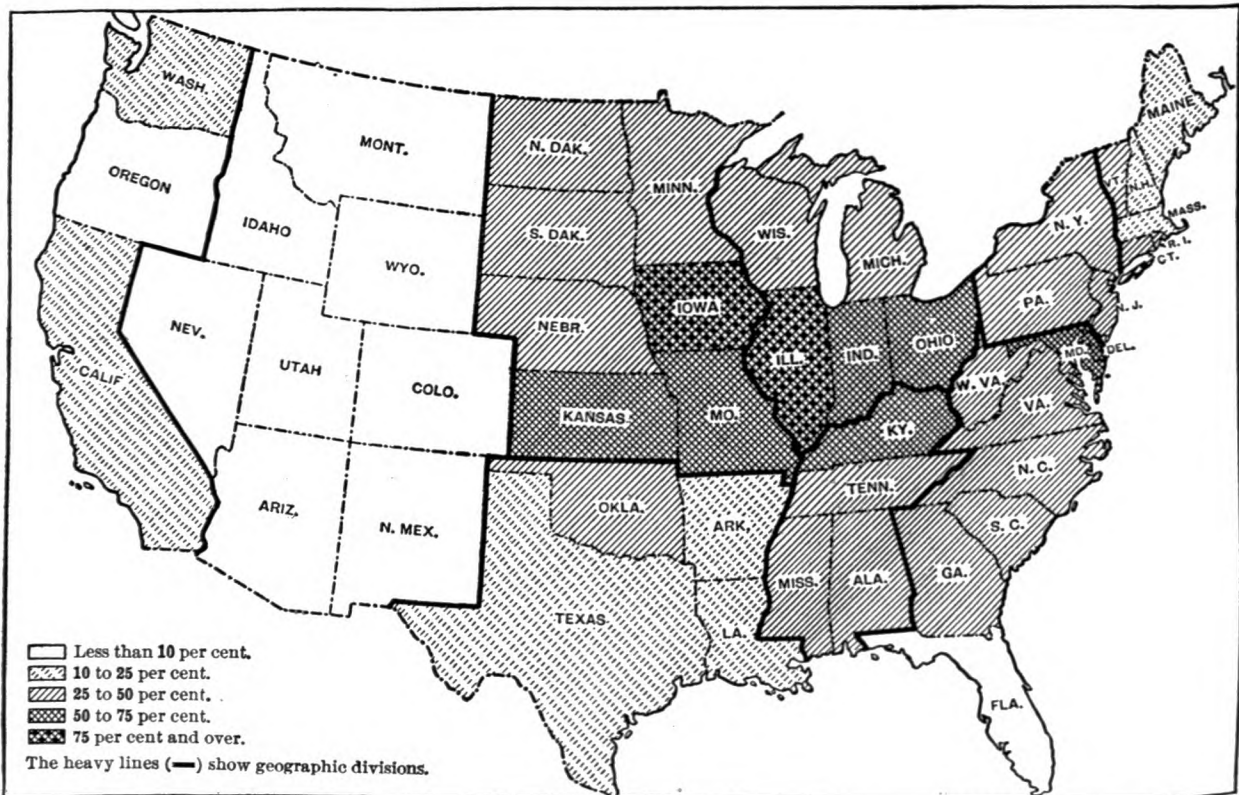 WASH.
MONT.
N. DAK.
MINN.
MAINE
OREGON
IDAHO
S. DAK.
WIS.
MICH.
VT.
N.H.
N. Y.
MASS.
R. I.
CT.
WYO.
NEBR.
IOWA
PA.
N. J.
NEV.
UTAH
COLO.
ILL.
IND.
OHIO
MD.
DEL.
CALIF
KANSAS
MO.
KY.
W. VA.
VA.
ARIZ.
N. MEX.
OKLA.
ARK.
TENN.
N. C.
S. C.
TEXAS
LA.
MISS.
ALA.
GA.
FLA.
Less than 10 per cent.
10 to 25 per cent.
25 to 50 per cent.
50 to 75 per cent.
75 per cent and over.
The heavy lines (▬) show geographic divisions.